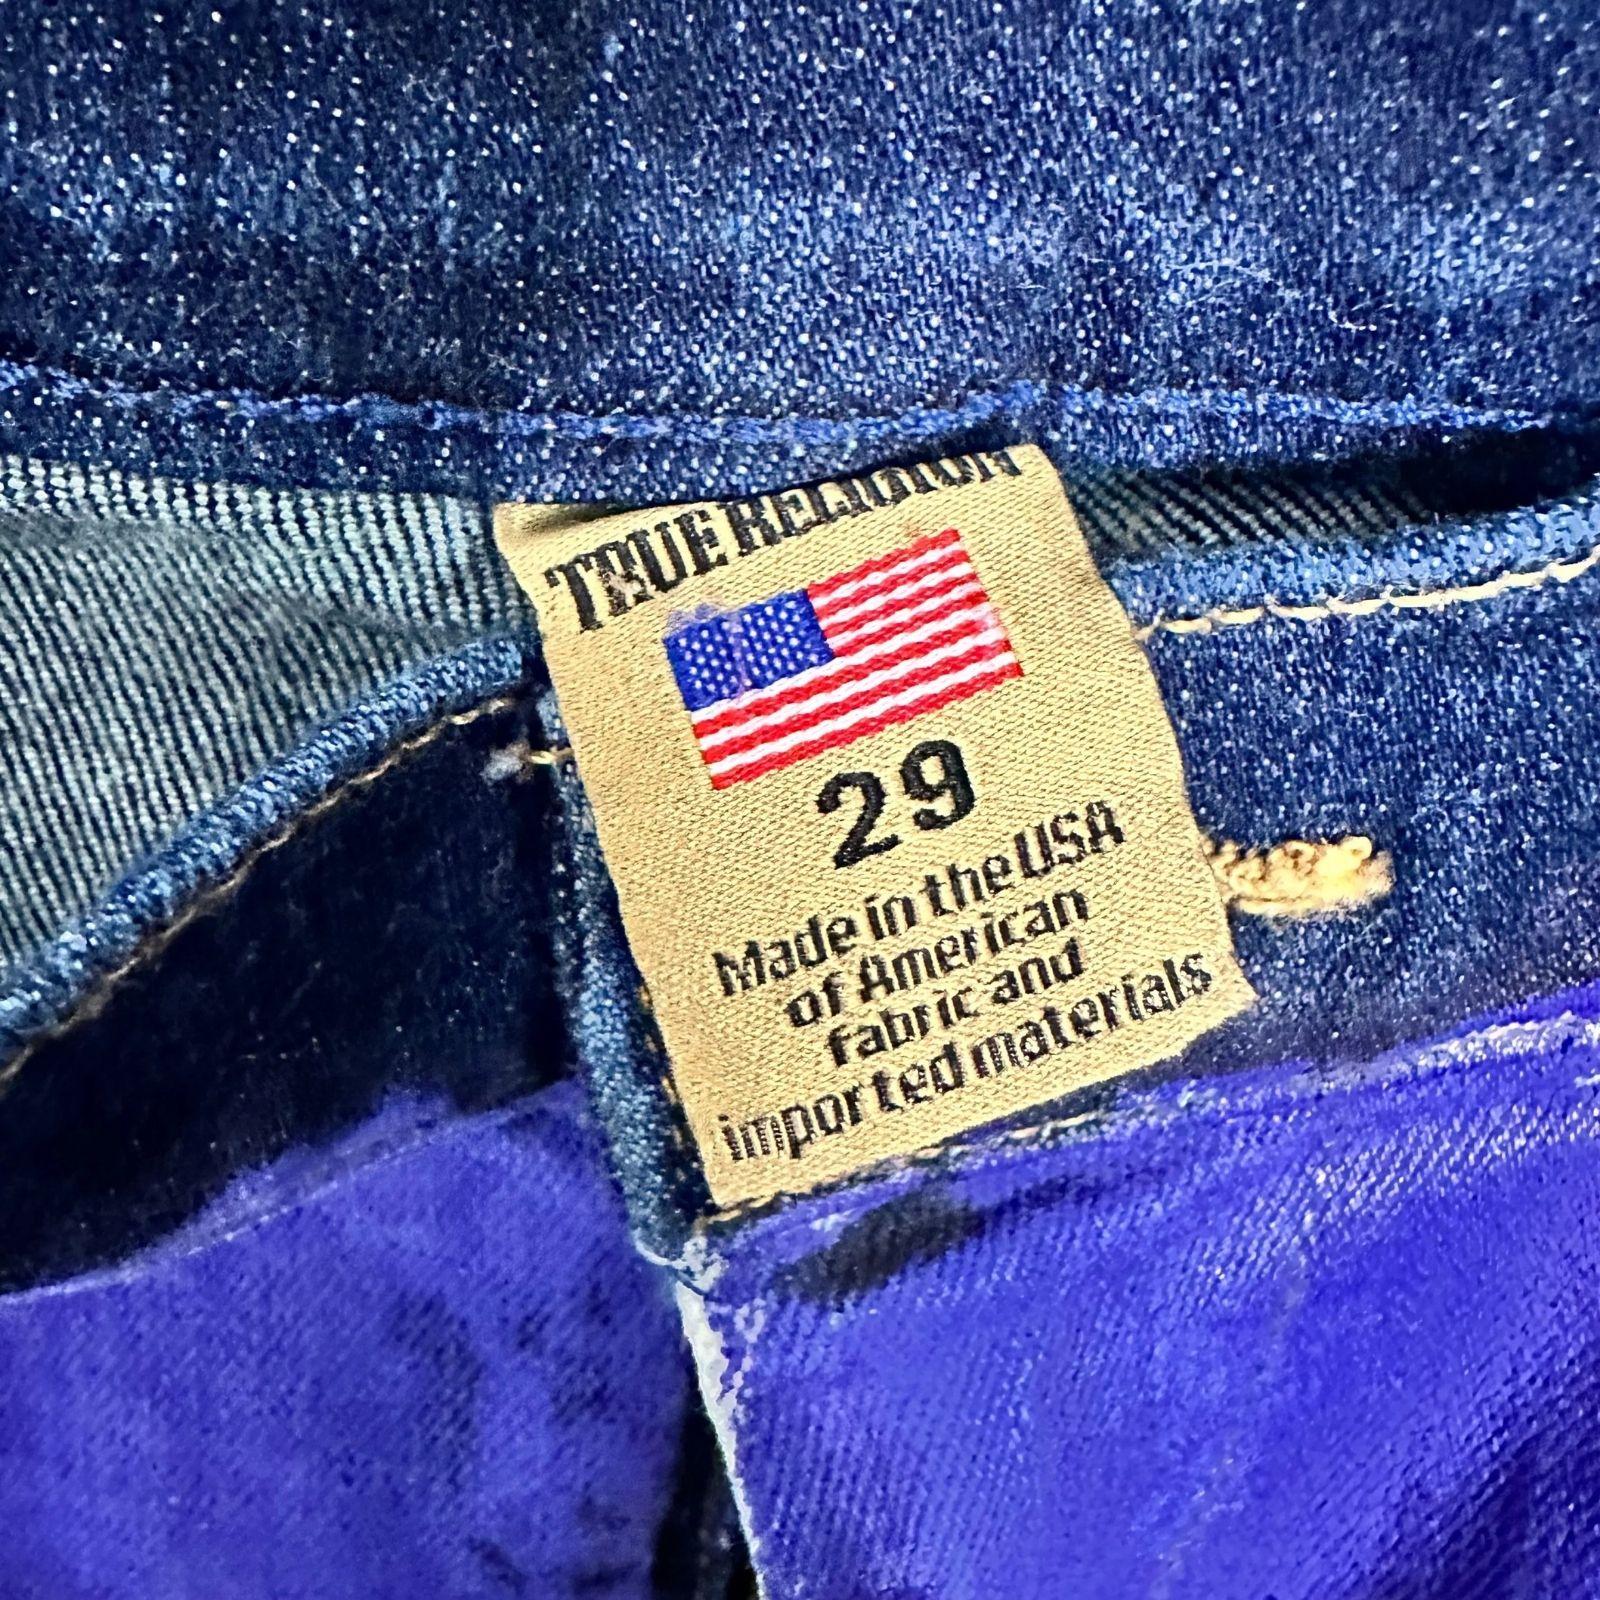 TRUE RELIGION
29
Made in the USA
of American
fabric and
imported materials